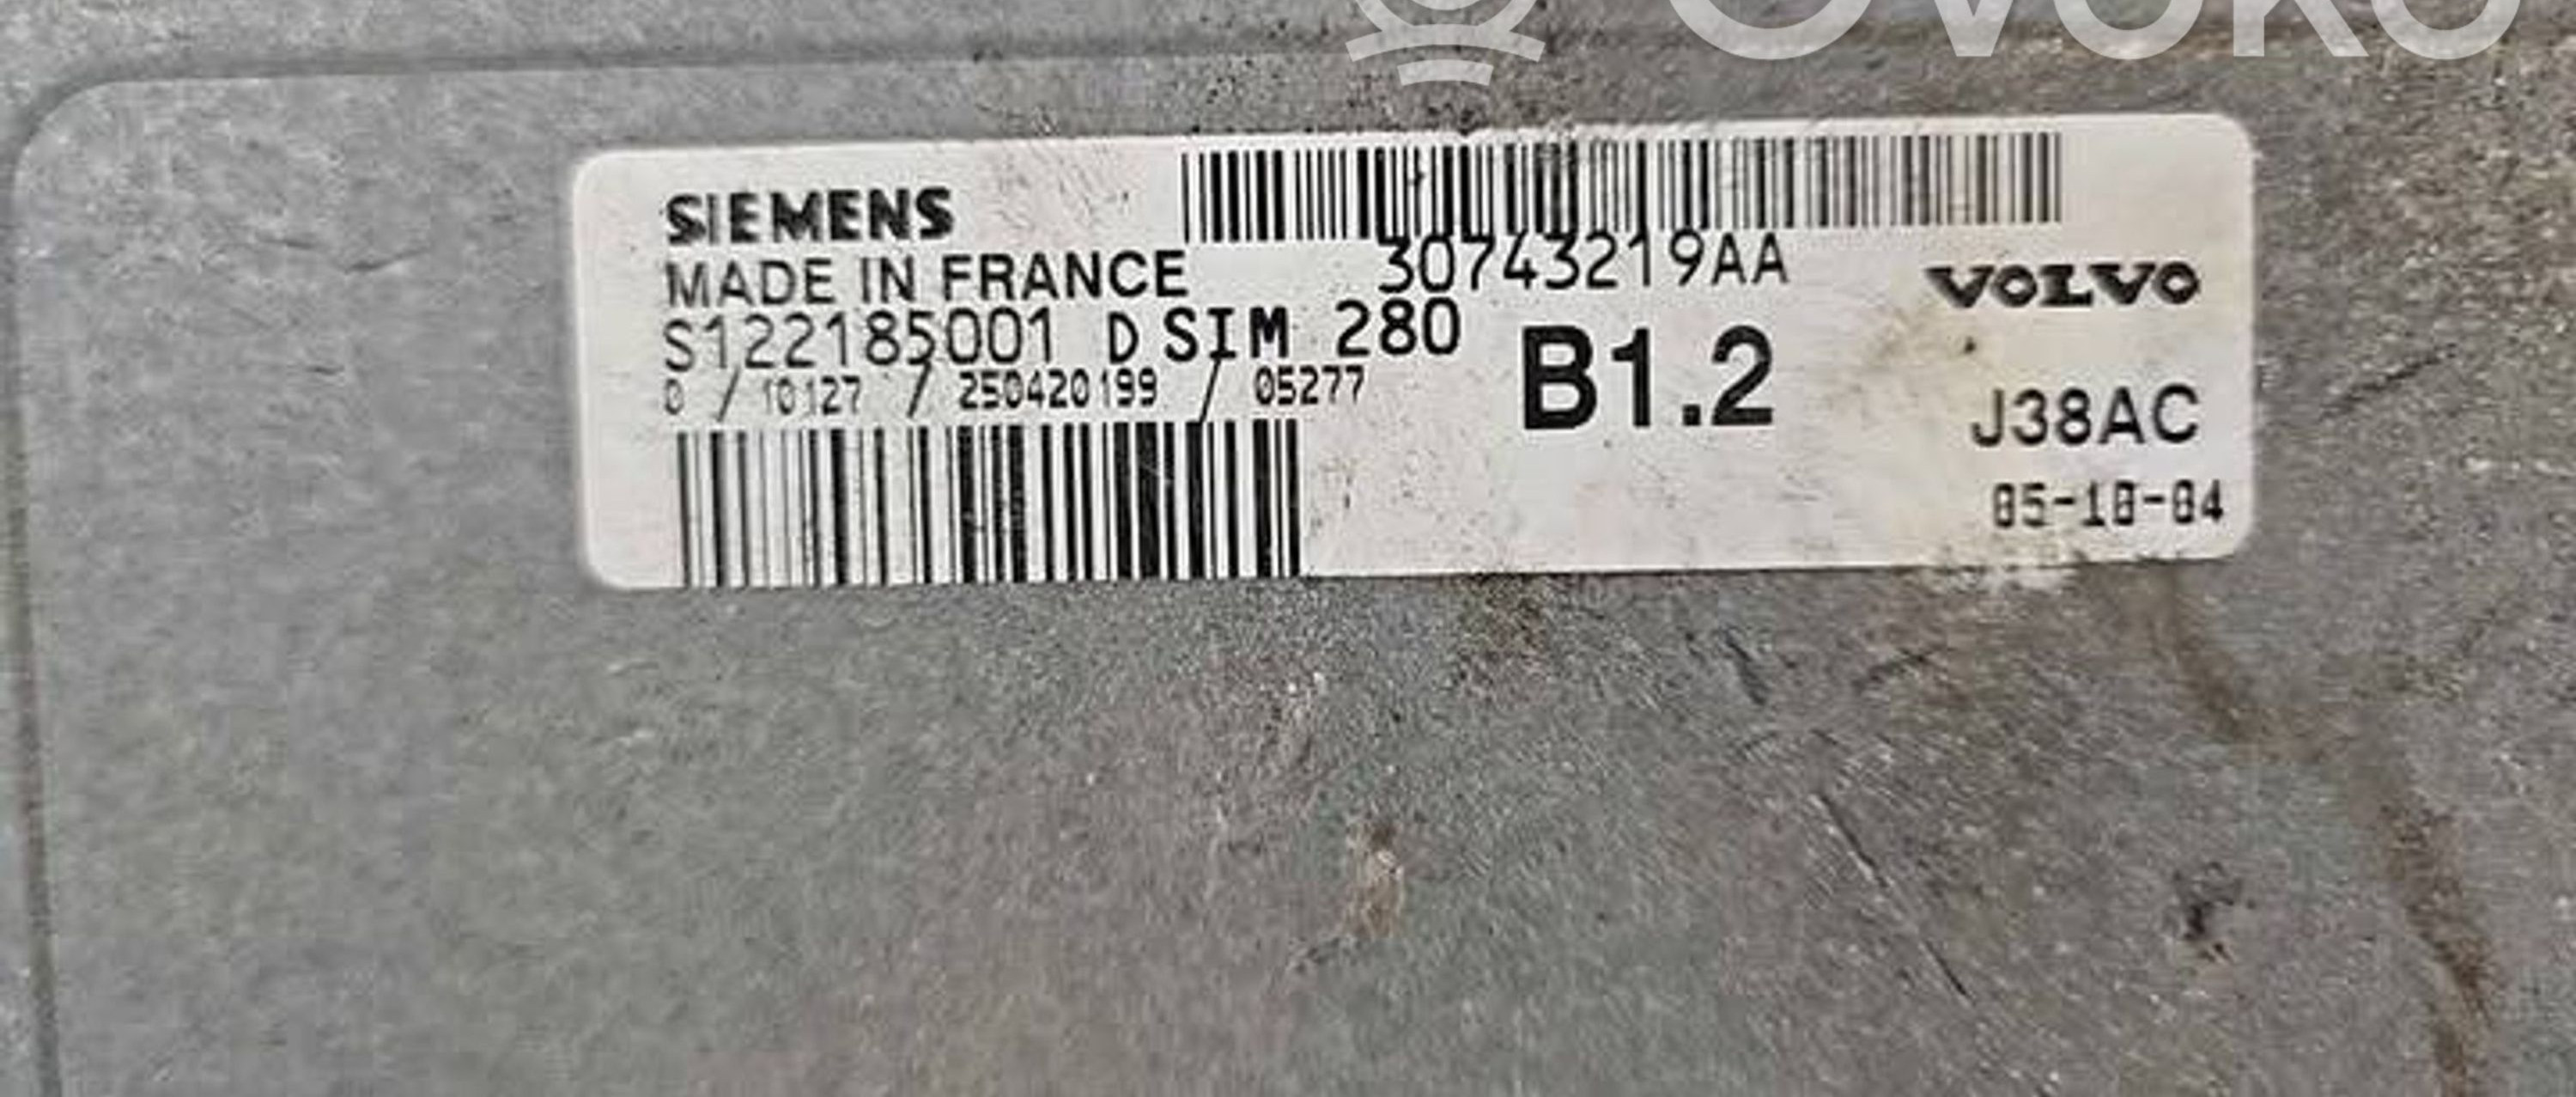 OVOKO
SIEMENS
MADE IN FRANCE
30743219AA
VOLVO
S122185001 D SIM 280
B1.2
0 / 10127 / 250420199 / 05277
J38AC
05-10-04